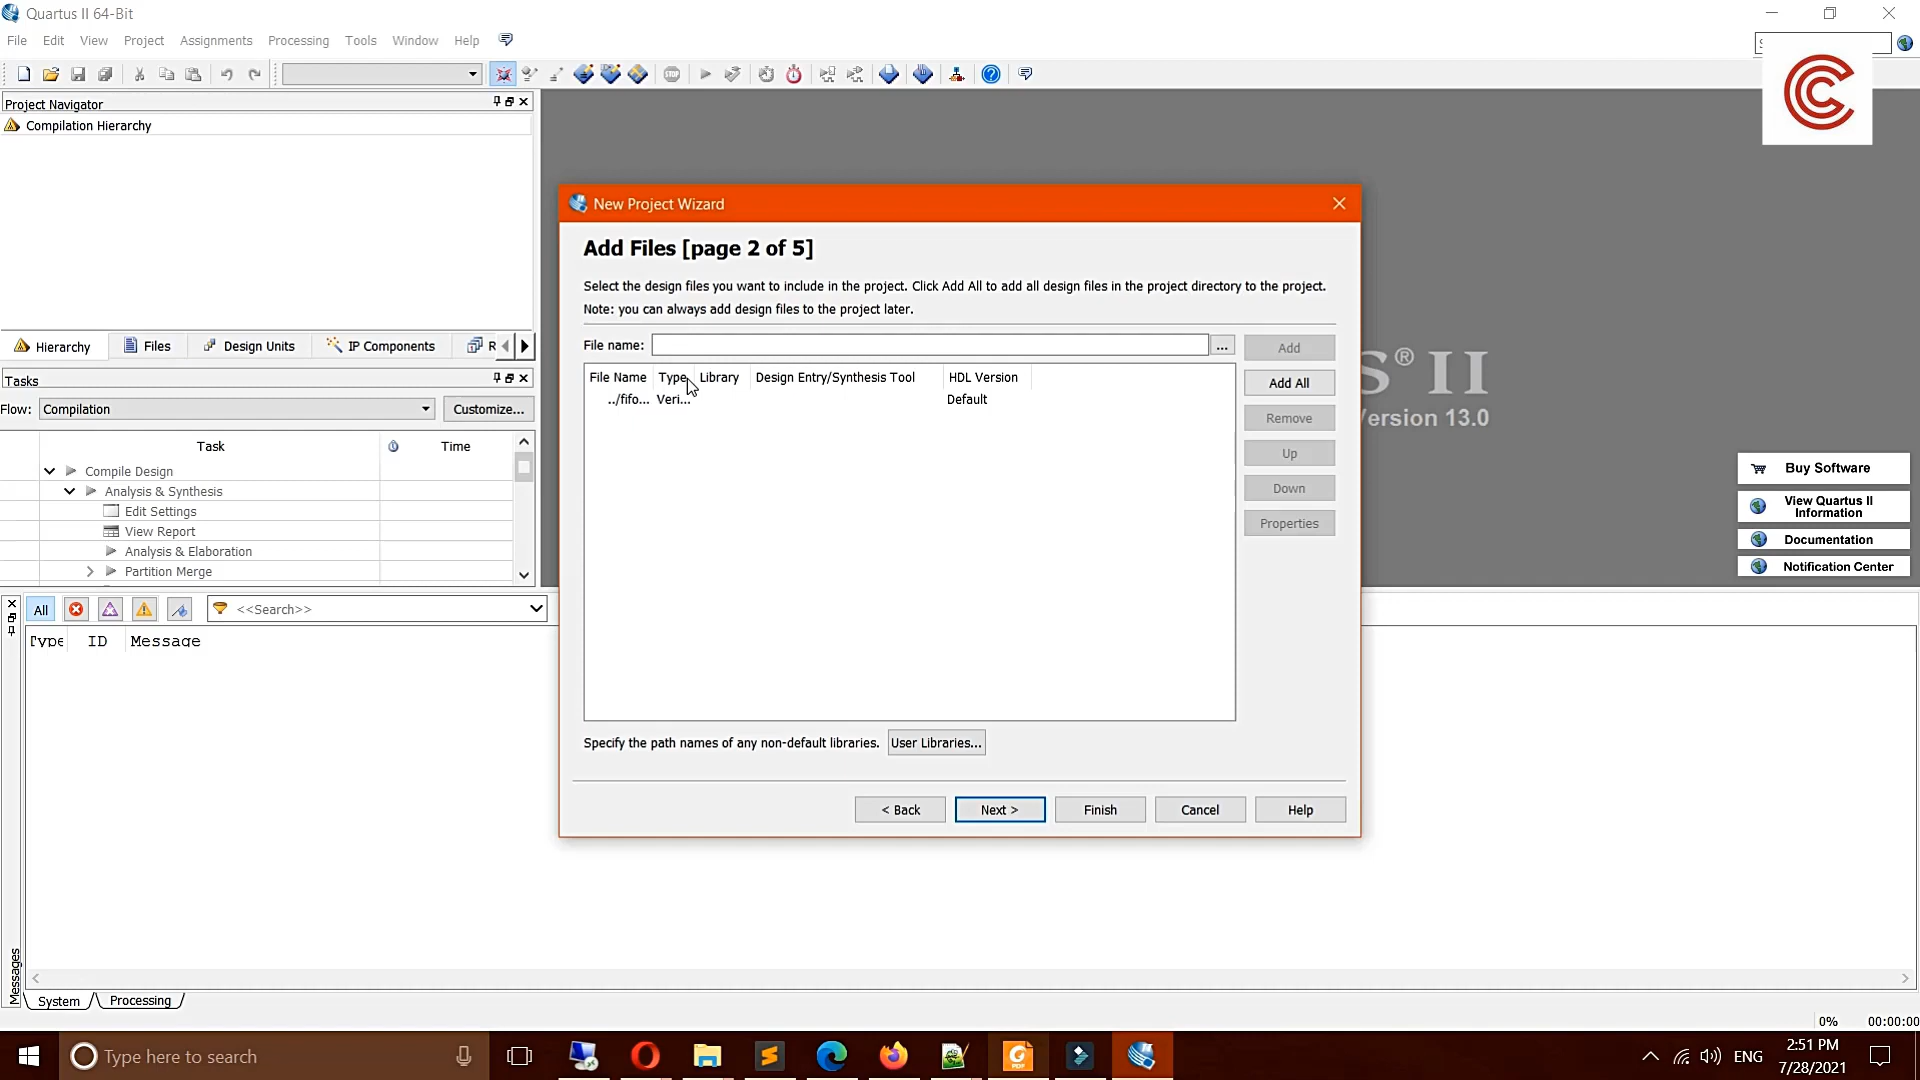 Quartus II 64-Bit
File Edit View Project Assignments Processing Tools Window Help
Project Navigator
Compilation Hierarchy
Hierarchy Files Design Units IP Components R
Tasks
Flow: Compilation Customize...
Task Time
Compile Design
Analysis & Synthesis
Edit Settings
View Report
Analysis & Elaboration
Partition Merge
New Project Wizard
Add Files [page 2 of 5]
Select the design files you want to include in the project. Click Add All to add all design files in the project directory to the project.
Note: you can always add design files to the project later.
File name: ... Add
File Name Type Library Design Entry/Synthesis Tool HDL Version Add All
../fifo... Veri... Default
Remove
Up
Down
Properties
Specify the path names of any non-default libraries. User Libraries...
< Back Next > Finish Cancel Help
S® II
ersion 13.0
Buy Software
View Quartus II
Information
Documentation
Notification Center
All <<Search>>
Type ID Message
Messages
System Processing
0% 00:00:00
Type here to search
ENG
2:51 PM
7/28/2021